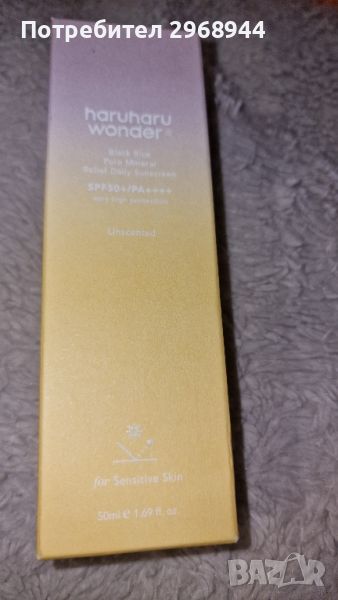 Потребител 2968944
haruharu
wonder®
Black Rice
Pure Mineral
Relief Daily Sunscreen
SPF50+/PA++++
very high protection
Unscented
for Sensitive Skin
50ml ℮ 1.69 fl. oz.
BAZAR